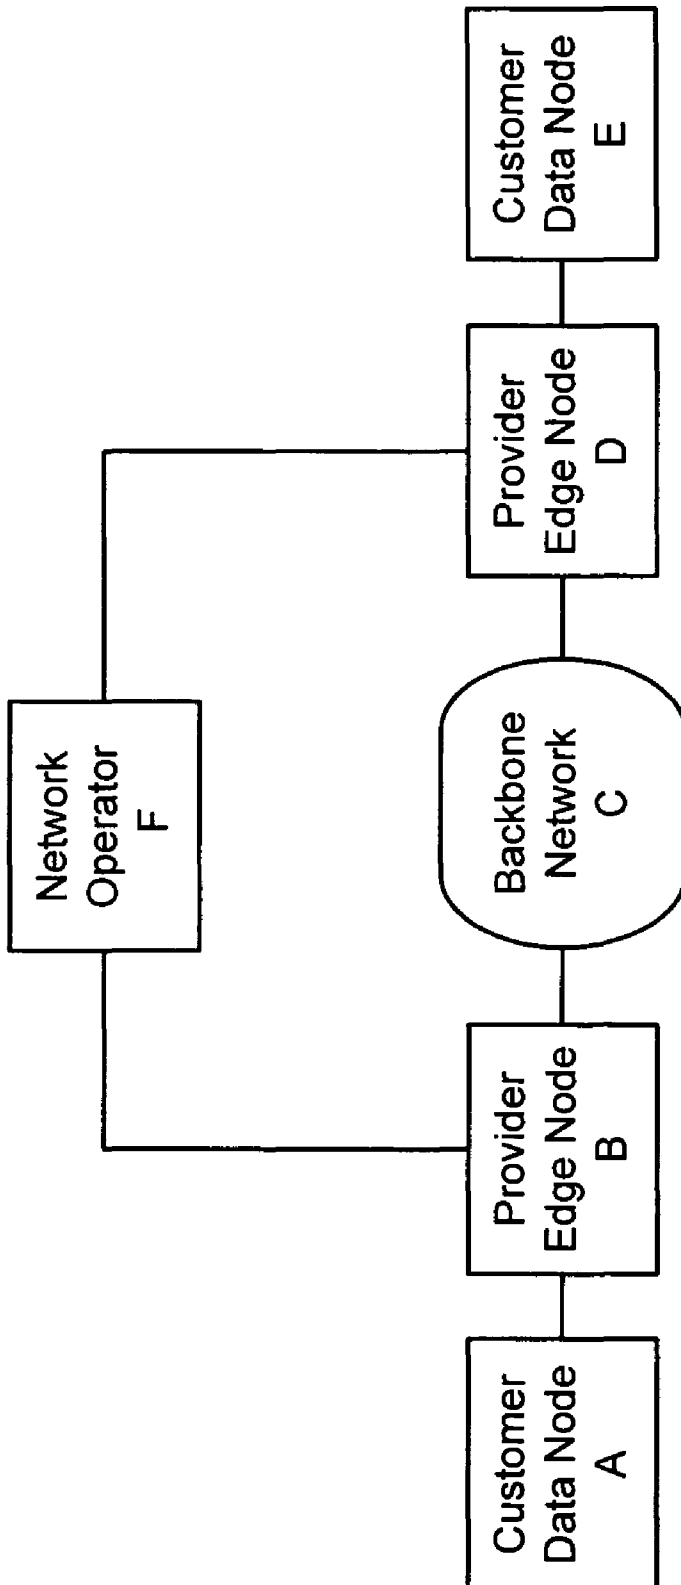 Network
Operator
F
Customer
Data Node
A
Provider
Edge Node
B
Backbone
Network
C
Provider
Edge Node
D
Customer
Data Node
E